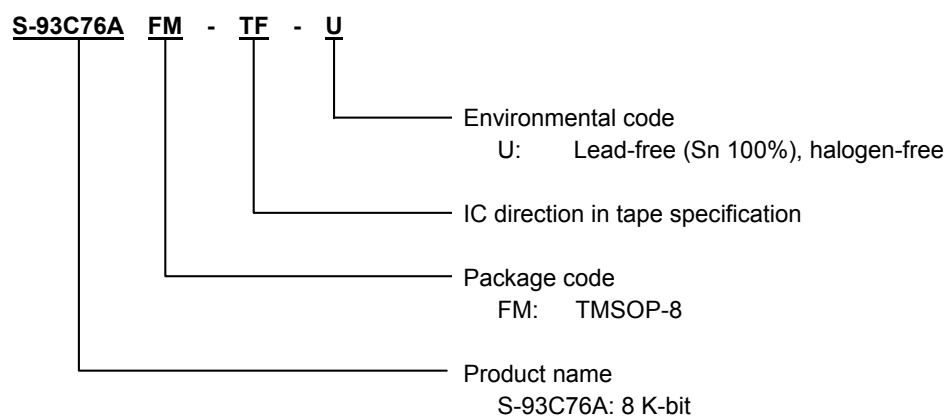 S-93C76A FM - TF - U
Environmental code
U: Lead-free (Sn 100%), halogen-free
IC direction in tape specification
Package code
FM: TMSOP-8
Product name
S-93C76A: 8 K-bit